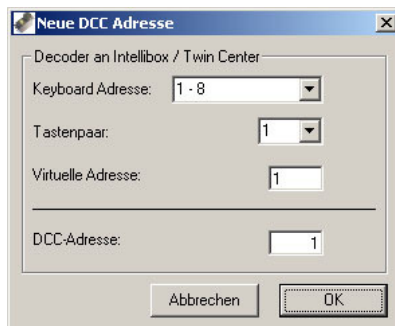 Neue DCC Adresse
Decoder an Intellibox / Twin Center
Keyboard Adresse: 1 - 8
Tastenpaar: 1
Virtuelle Adresse: 1
DCC-Adresse: 1
Abbrechen OK